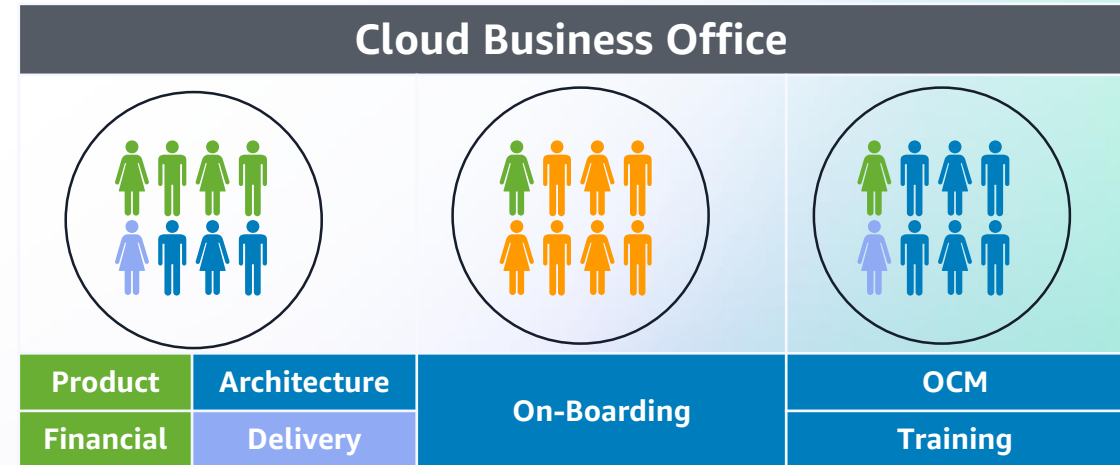 Cloud Business Office
Product
Architecture
On-Boarding
OCM
Financial
Delivery
Training